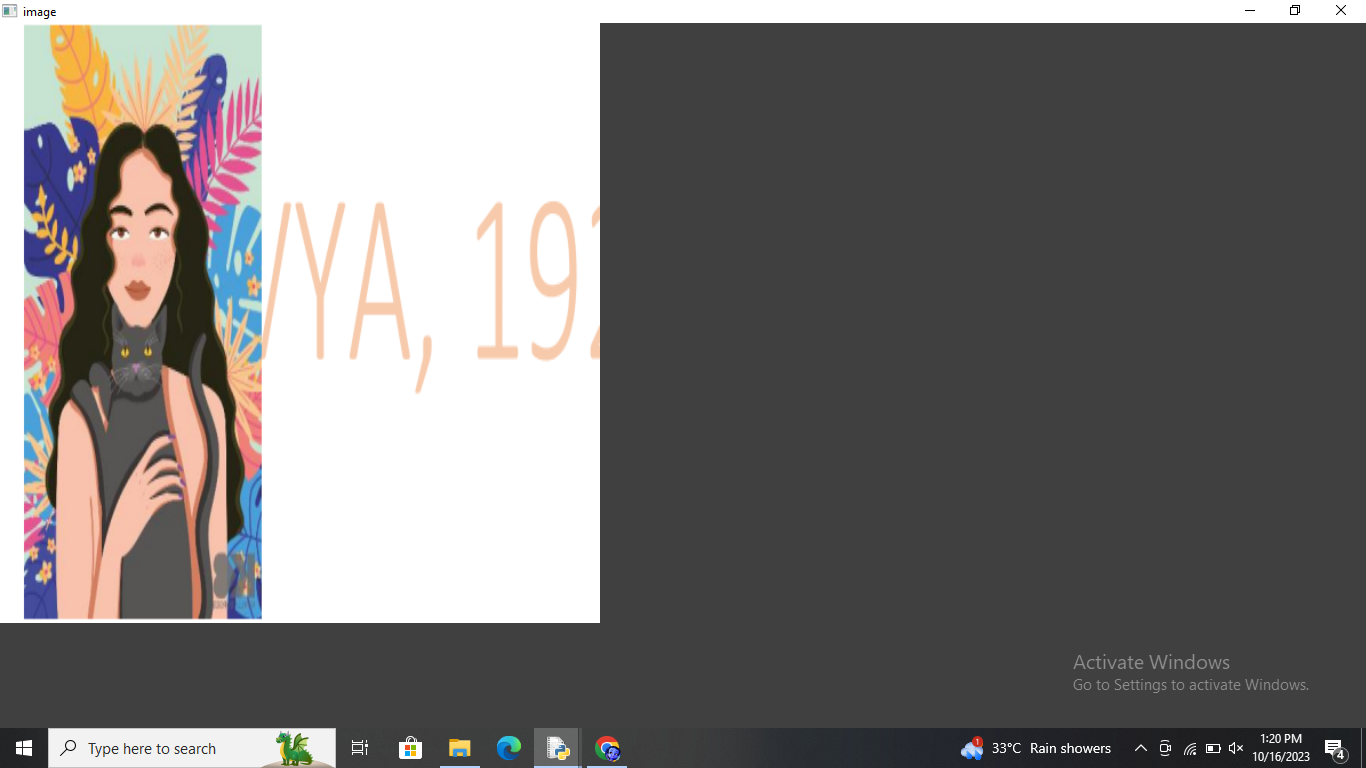 image
VYA, 192
Activate Windows
Go to Settings to activate Windows.
Type here to search
1
33°C Rain showers
1:20 PM
10/16/2023
4